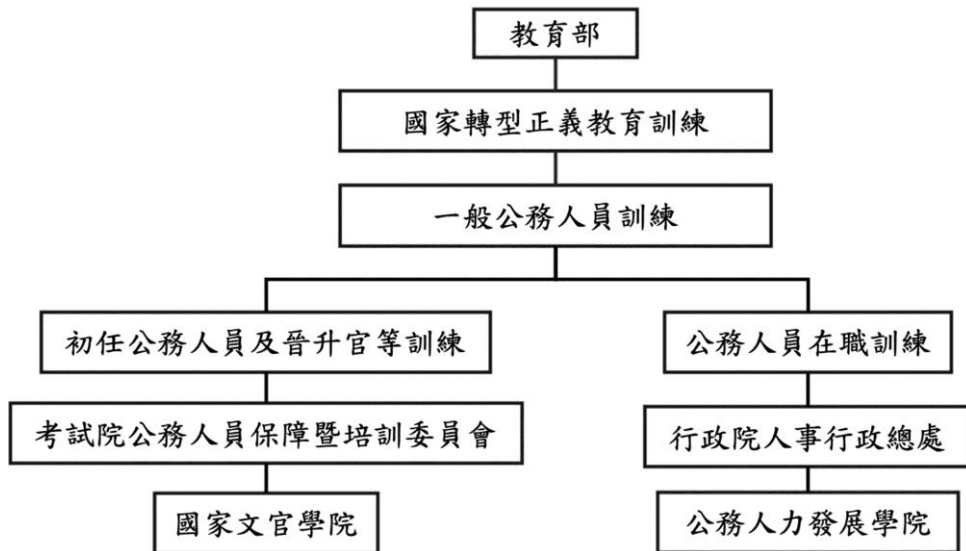 教育部
國家轉型正義教育訓練
一般公務人員訓練
初任公務人員及晉升官等訓練
公務人員在職訓練
考試院公務人員保障暨培訓委員會
行政院人事行政總處
國家文官學院
公務人力發展學院